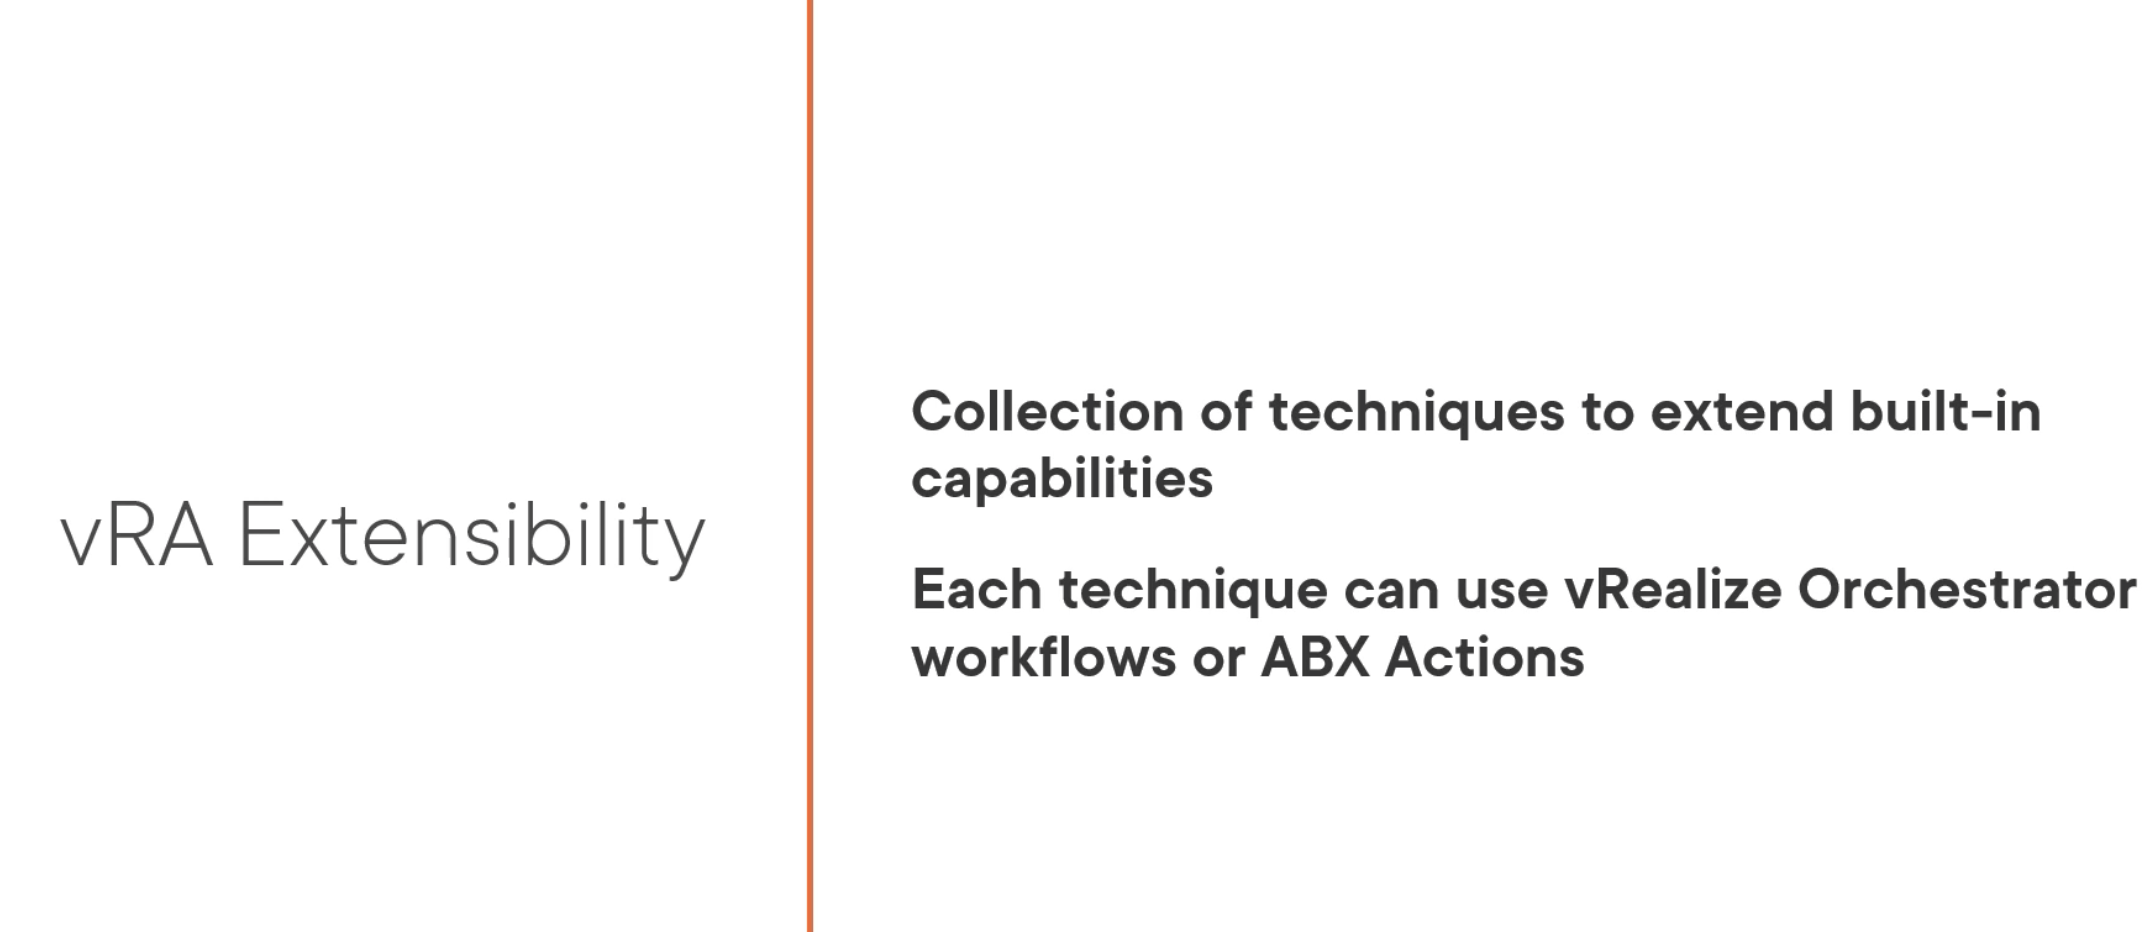 vRA Extensibility
Collection of techniques to extend built-in
capabilities
Each technique can use vRealize Orchestrator
workflows or ABX Actions